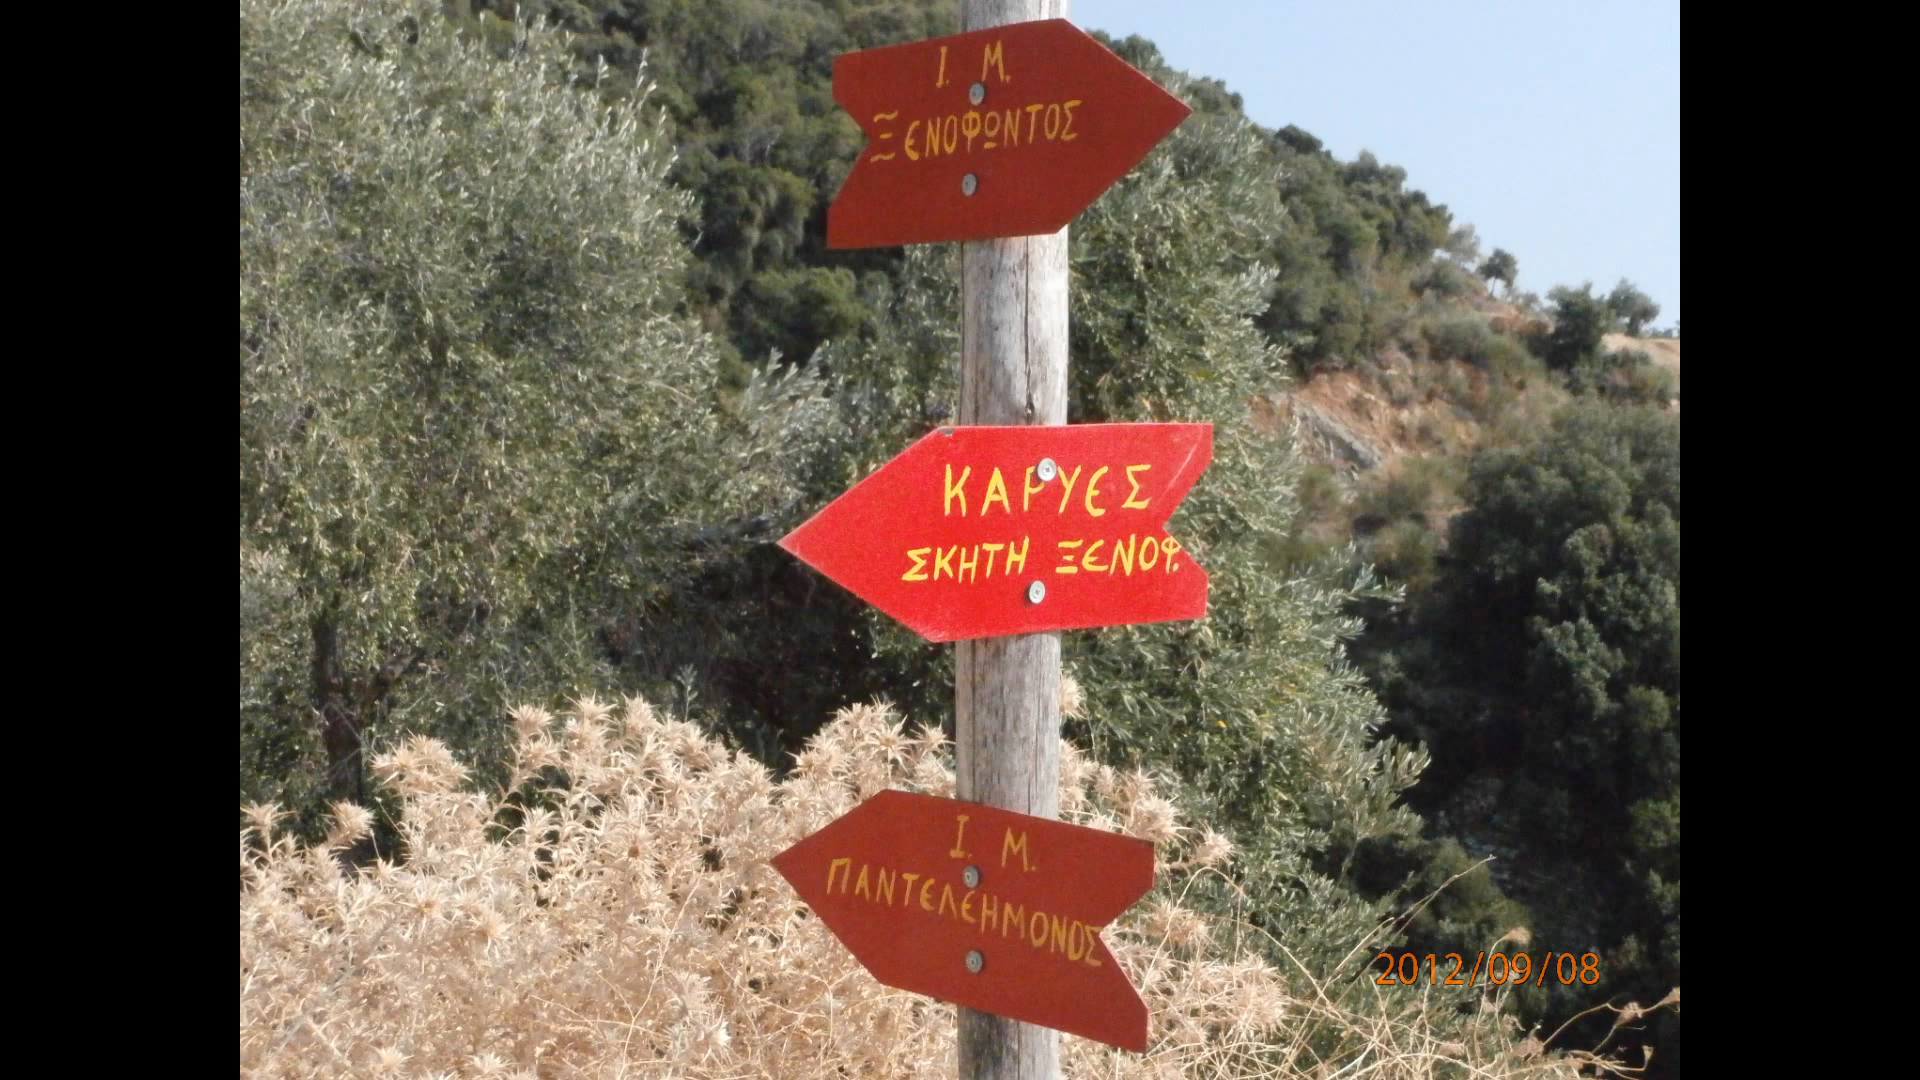 Ι. Μ.
ΞΕΝΟΦΩΝΤΟΣ
ΚΑΡΥΕΣ
ΣΚΗΤΗ ΞΕΝΟΦ.
Ι. Μ.
ΠΑΝΤΕΛΕΗΜΟΝΟΣ
2012/09/08